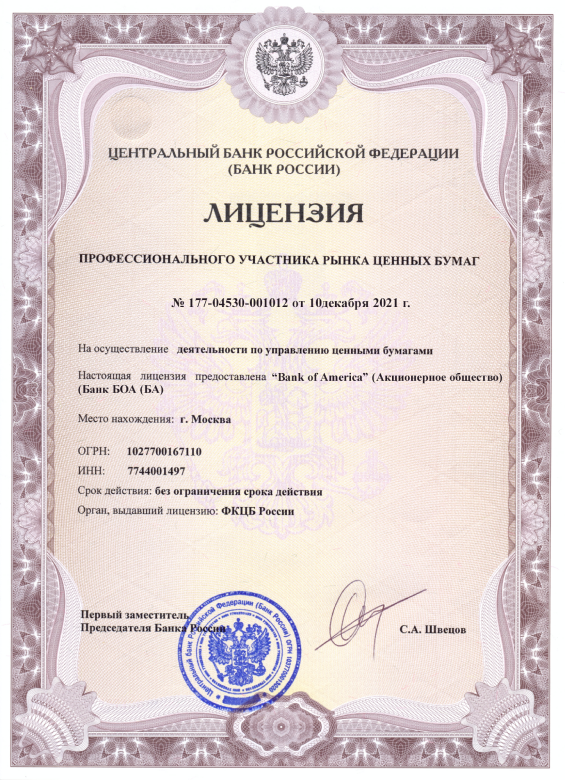 ЦЕНТРАЛЬНЫЙ БАНК РОССИЙСКОЙ ФЕДЕРАЦИИ
(БАНК РОССИИ)
ЛИЦЕНЗИЯ
ПРОФЕССИОНАЛЬНОГО УЧАСТНИКА РЫНКА ЦЕННЫХ БУМАГ
№ 177-04530-001012 от 10декабря 2021 г.
На осуществление деятельности по управлению ценными бумагами
Настоящая лицензия предоставлена “Bank of America” (Акционерное общество)
(Банк БОА (БА)
Место нахождения: г. Москва
ОГРН: 1027700167110
ИНН: 7744001497
Срок действия: без ограничения срока действия
Орган, выдавший лицензию: ФКЦБ России
Первый заместитель
Председателя Банка России
С.А. Швецов
Центральный банк Российской Федерации (Банк России)